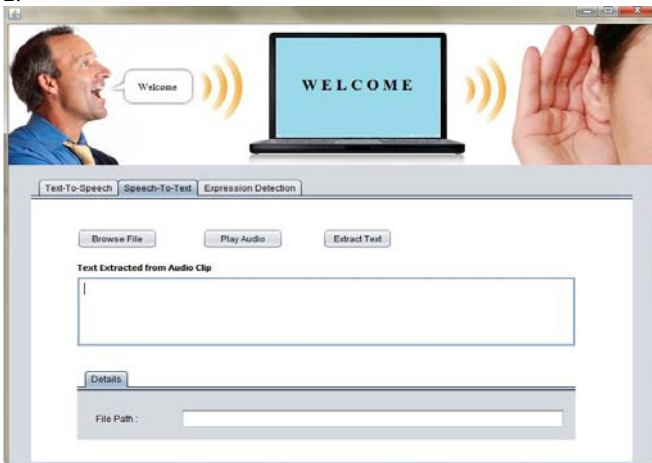 Welcome
WELCOME
Text-To-Speech Speech-To-Text Expression Detection
Browse File Play Audio Extract Text
Text Extracted from Audio Clip
Details
File Path :